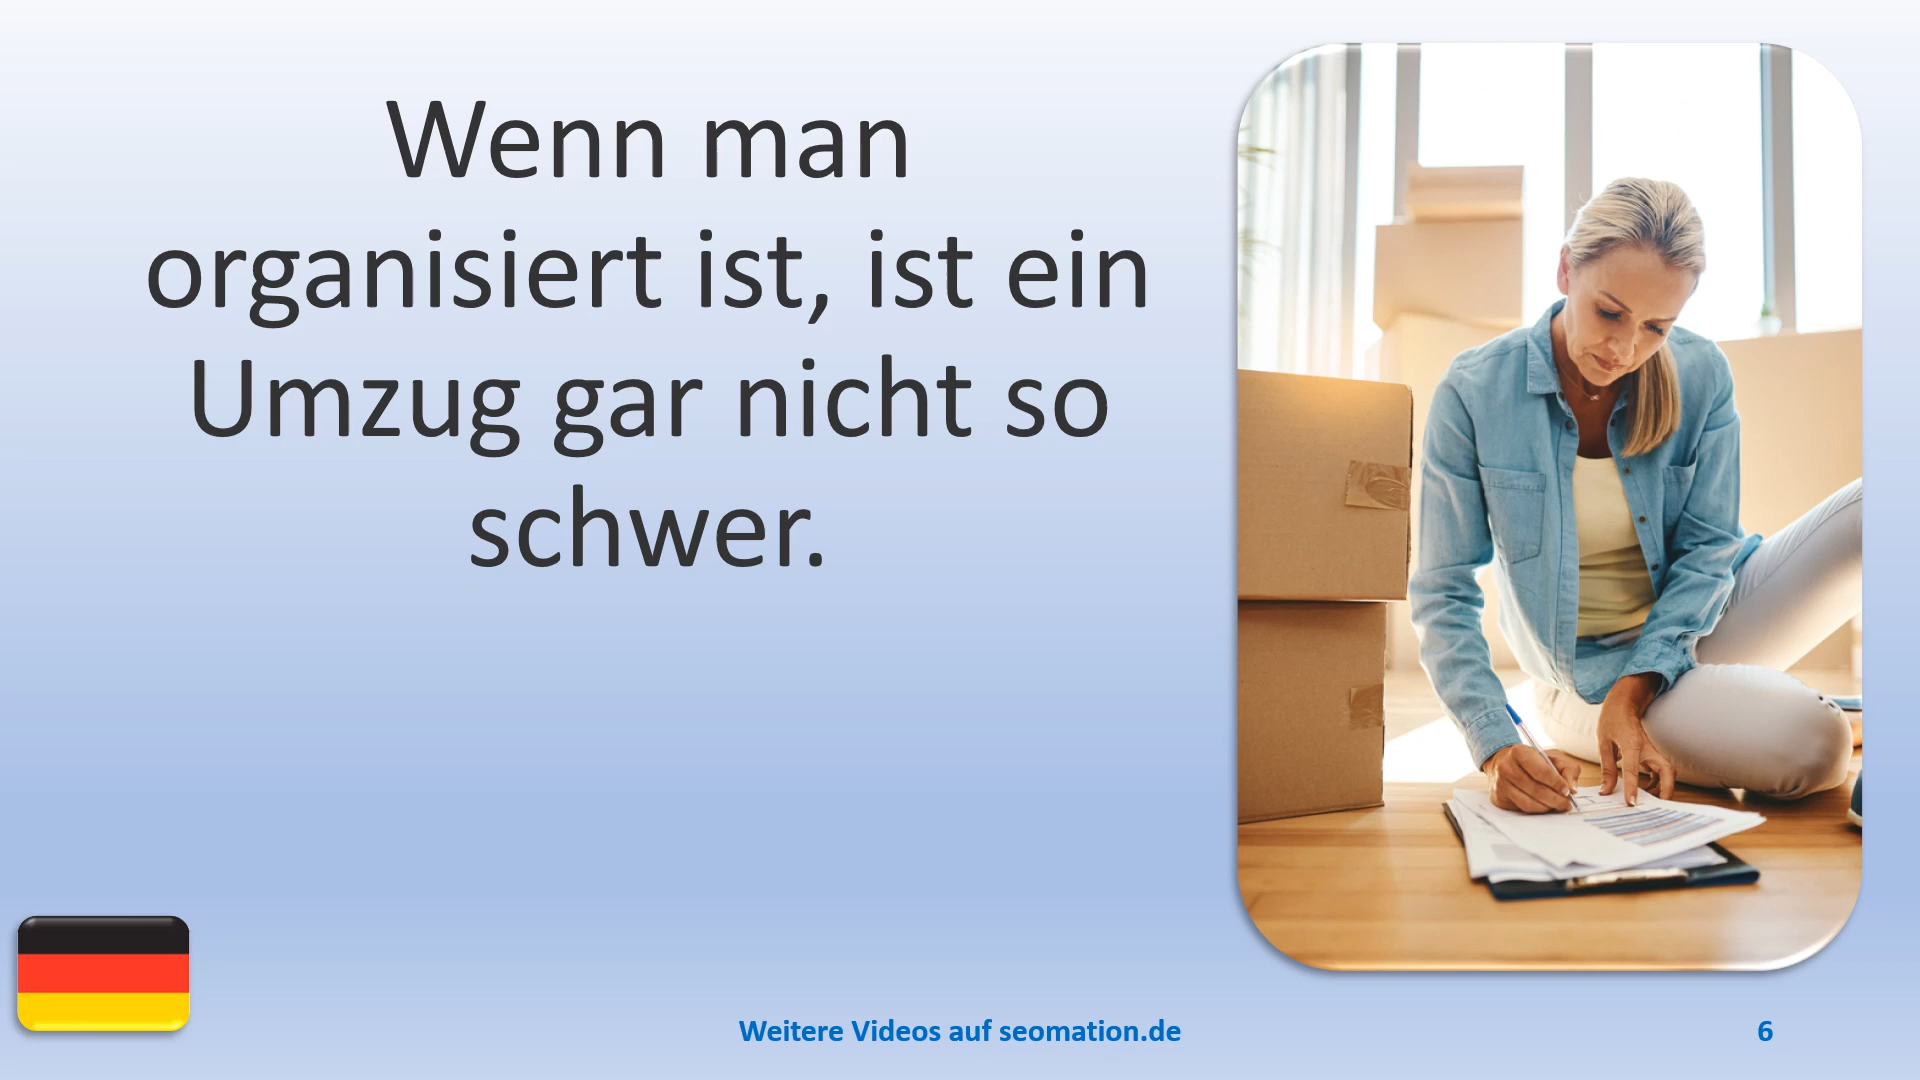 Wenn man
organisiert ist, ist ein
Umzug gar nicht so
schwer.
Weitere Videos auf seomation.de
6